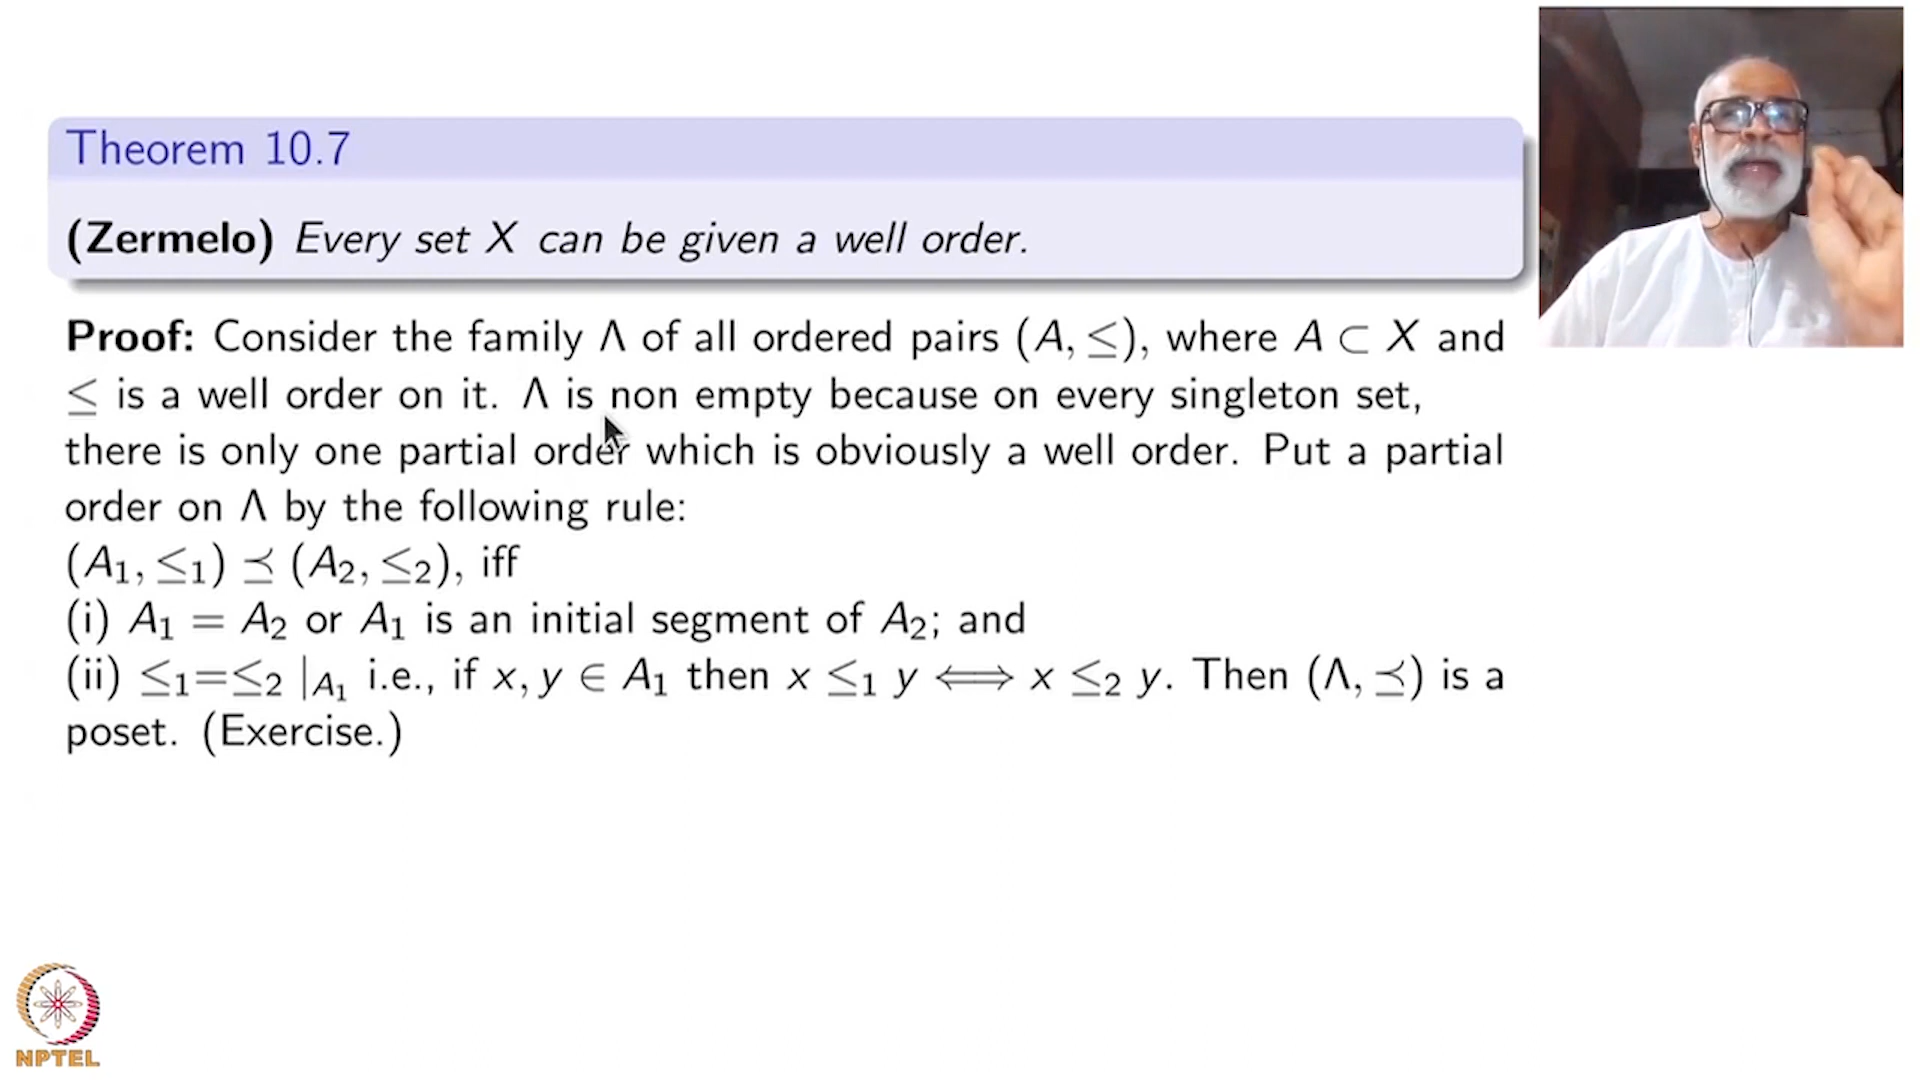 Theorem 10.7
(Zermelo) Every set X can be given a well order.
Proof: Consider the family Λ of all ordered pairs (A, ≤), where A ⊂ X and
≤ is a well order on it. Λ is non empty because on every singleton set,
there is only one partial order which is obviously a well order. Put a partial
order on Λ by the following rule:
(A₁, ≤₁) ⪯ (A₂, ≤₂), iff
(i) A₁ = A₂ or A₁ is an initial segment of A₂; and
(ii) ≤₁=≤₂ |A₁ i.e., if x, y ∈ A₁ then x ≤₁ y ⟺ x ≤₂ y. Then (Λ, ⪯) is a
poset. (Exercise.)
NPTEL